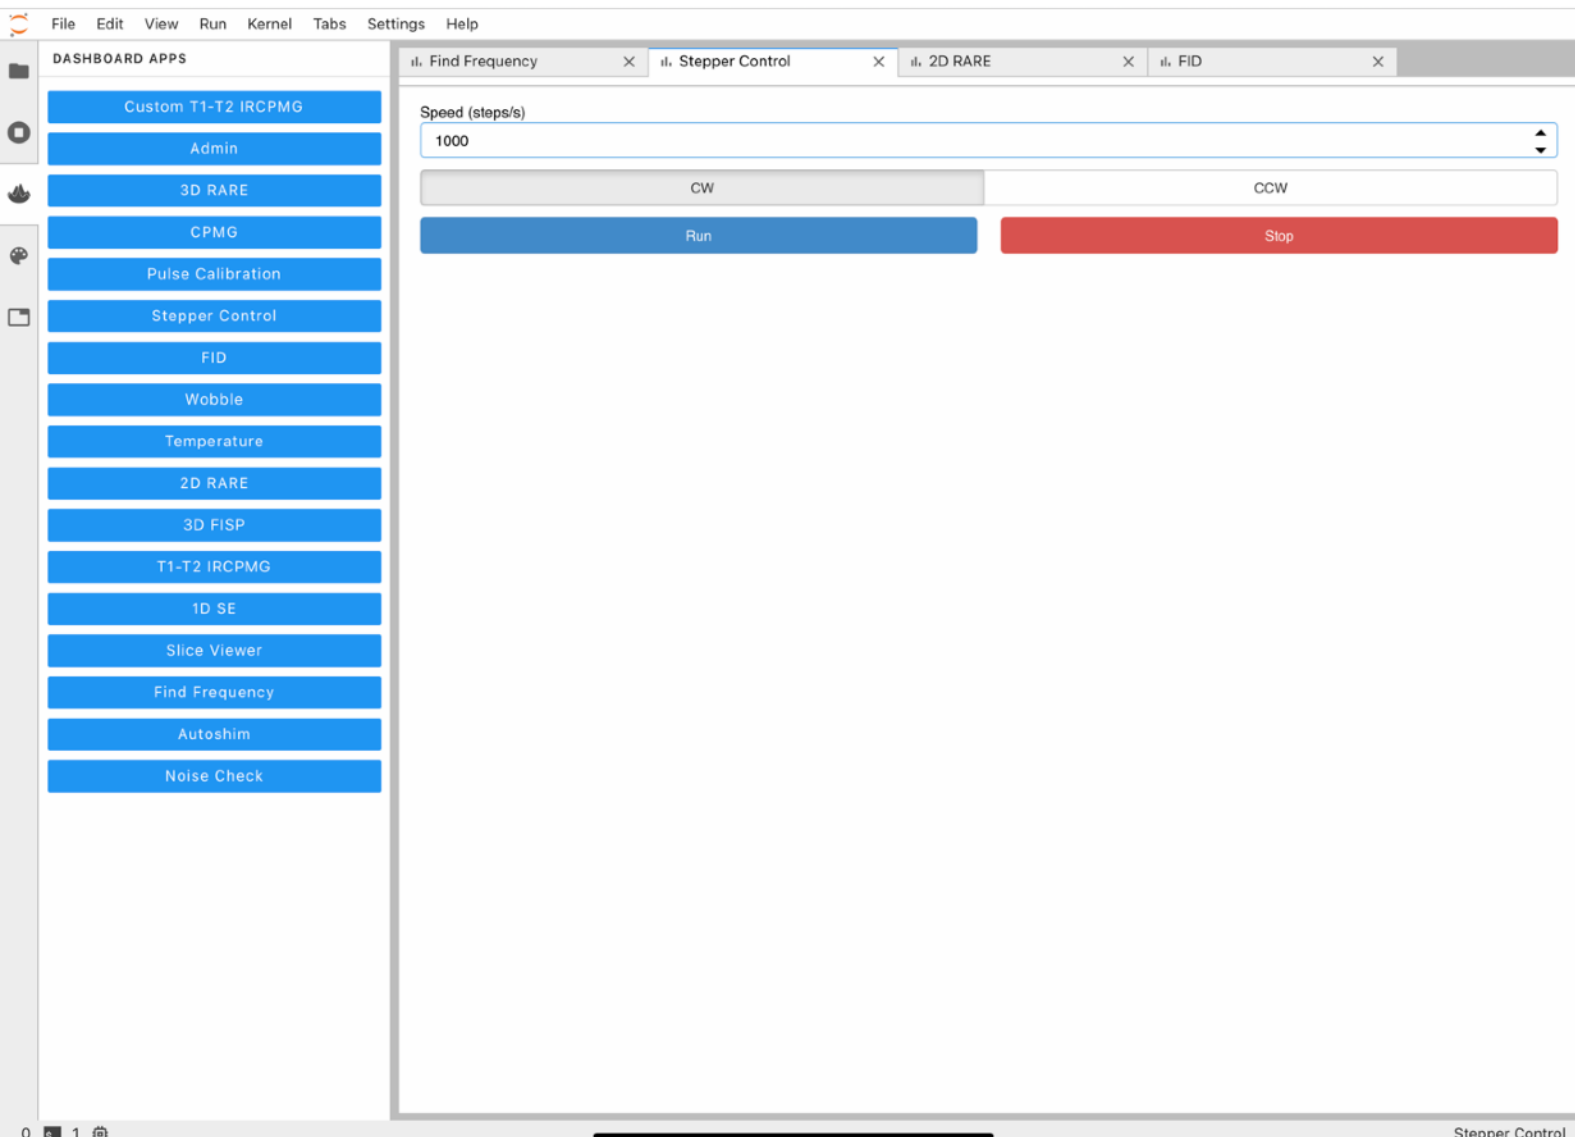 File Edit View Run Kernel Tabs Settings Help
DASHBOARD APPS
Custom T1-T2 IRCPMG
Admin
3D RARE
CPMG
Pulse Calibration
Stepper Control
FID
Wobble
Temperature
2D RARE
3D FISP
T1-T2 IRCPMG
1D SE
Slice Viewer
Find Frequency
Autoshim
Noise Check
Find Frequency Stepper Control 2D RARE FID
Speed (steps/s)
1000
CW CCW
Run Stop
0 1 Stepper Control